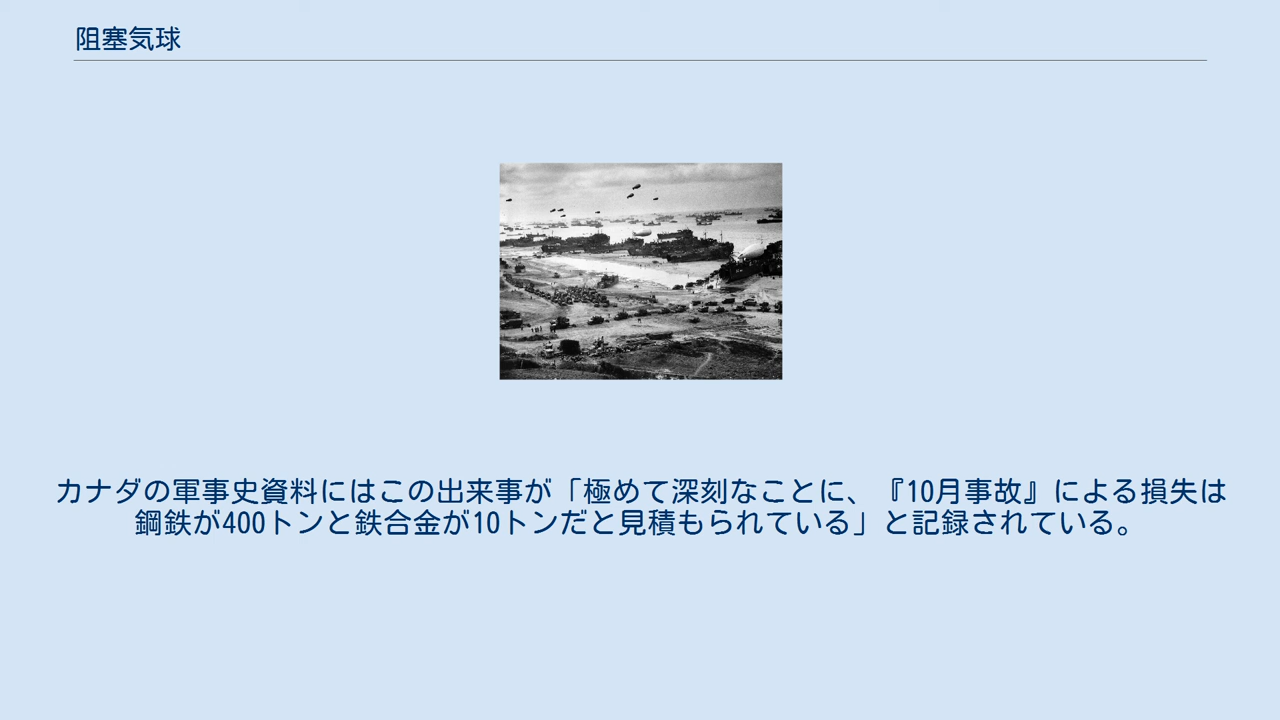 阻塞気球
カナダの軍事史資料にはこの出来事が「極めて深刻なことに、『10月事故』による損失は
鋼鉄が400トンと鉄合金が10トンだと見積もられている」と記録されている。